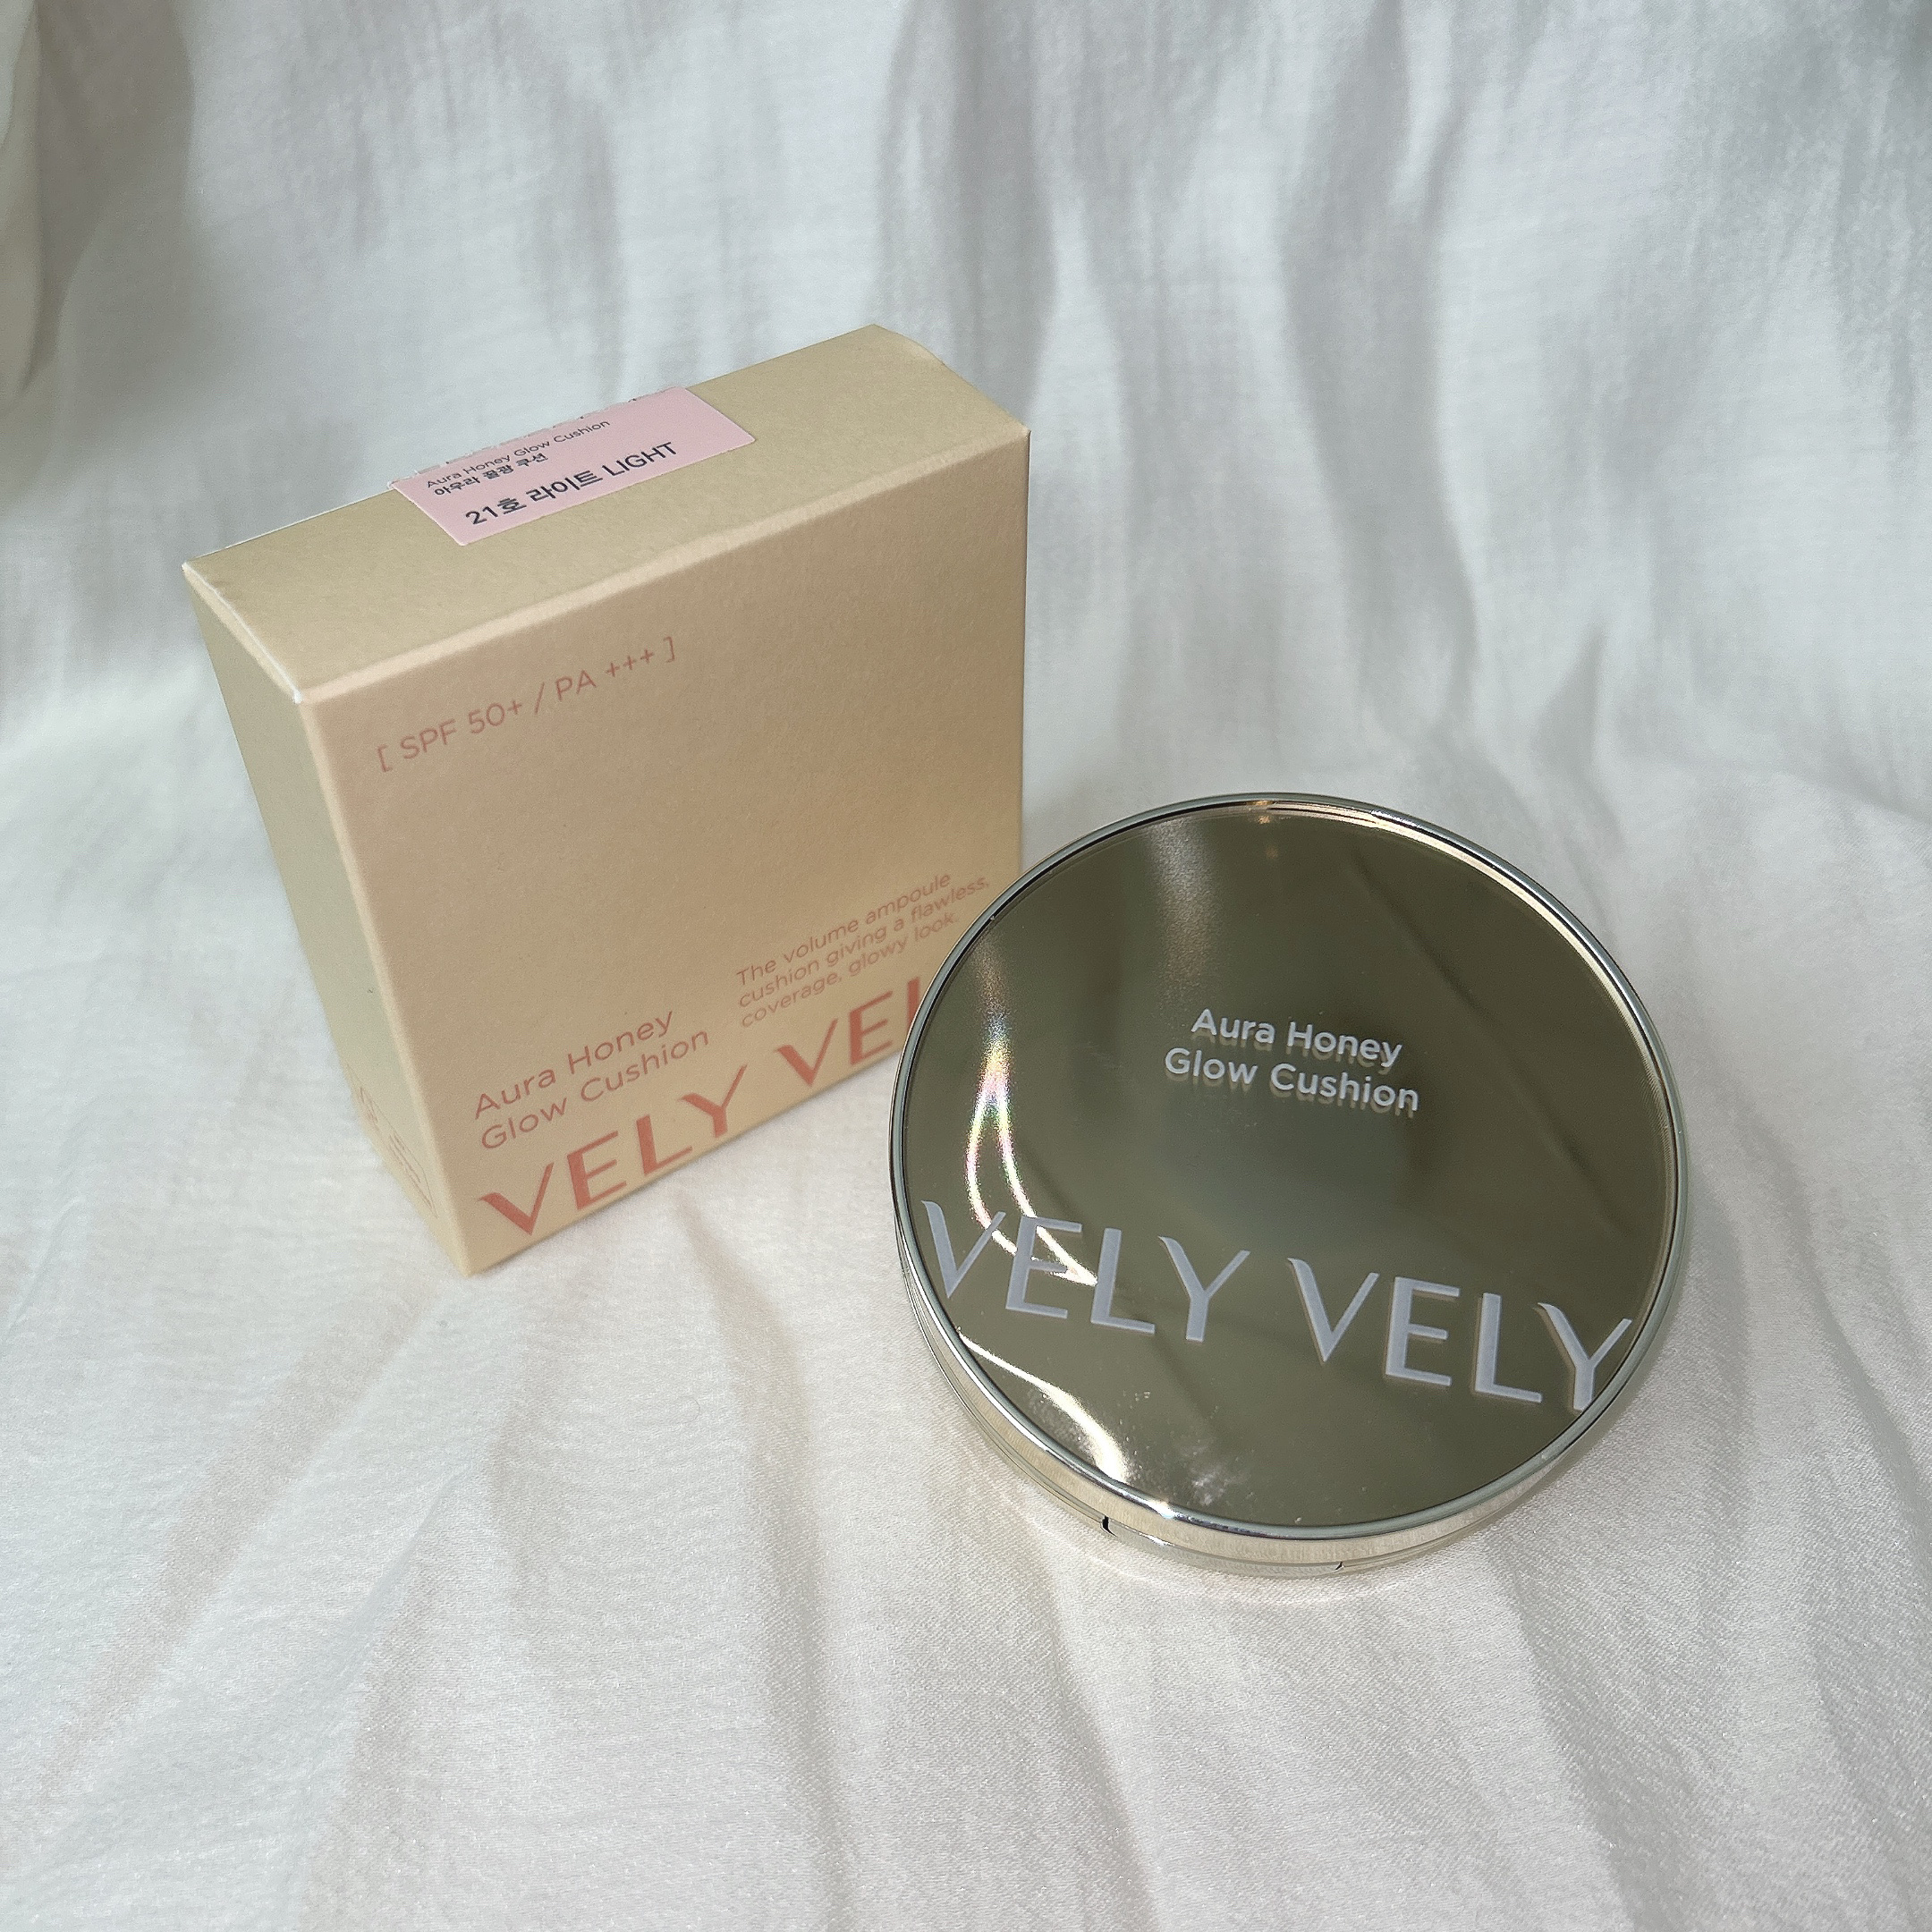 Aura Honey Glow Cushion
아우라 꿀광 쿠션
21호 라이트 LIGHT
[ SPF 50+ / PA +++ ]
The volume ampoule
cushion giving a flawless,
coverage, glowy look.
Aura Honey
Glow Cushion
VELY VEL
Aura Honey
Glow Cushion
VELY VELY